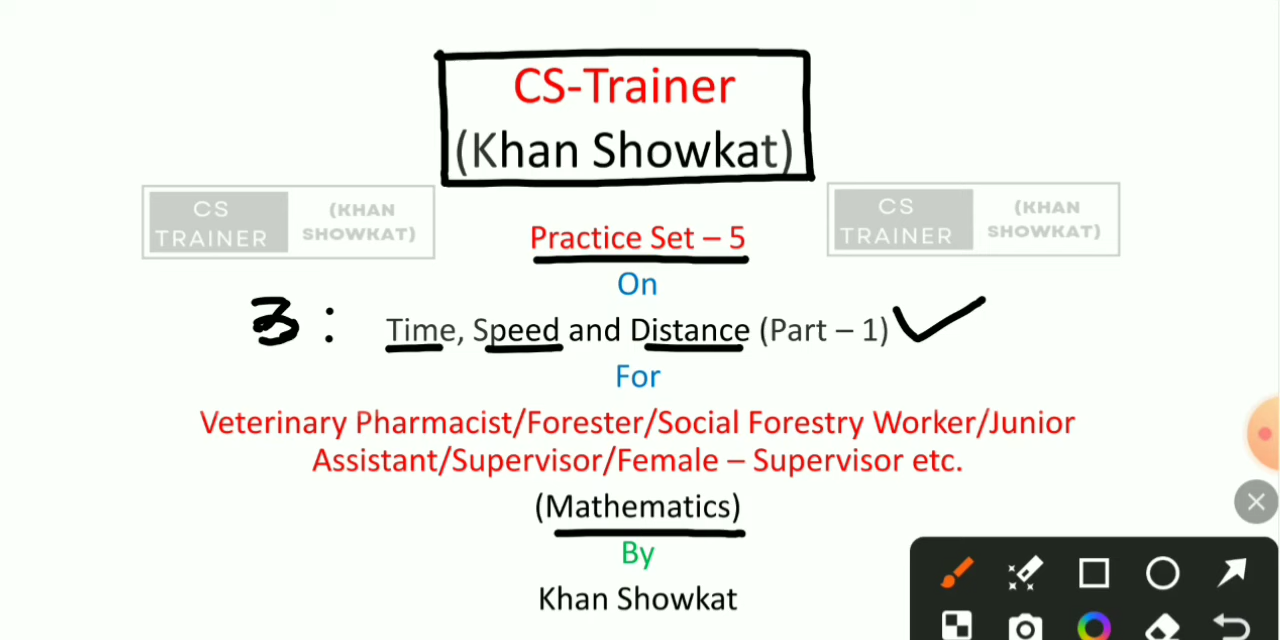 CS-Trainer
(Khan Showkat)
CS TRAINER
(KHAN SHOWKAT)
CS TRAINER
(KHAN SHOWKAT)
Practice Set – 5
On
3 : Time, Speed and Distance (Part – 1)
For
Veterinary Pharmacist/Forester/Social Forestry Worker/Junior
Assistant/Supervisor/Female – Supervisor etc.
(Mathematics)
By
Khan Showkat